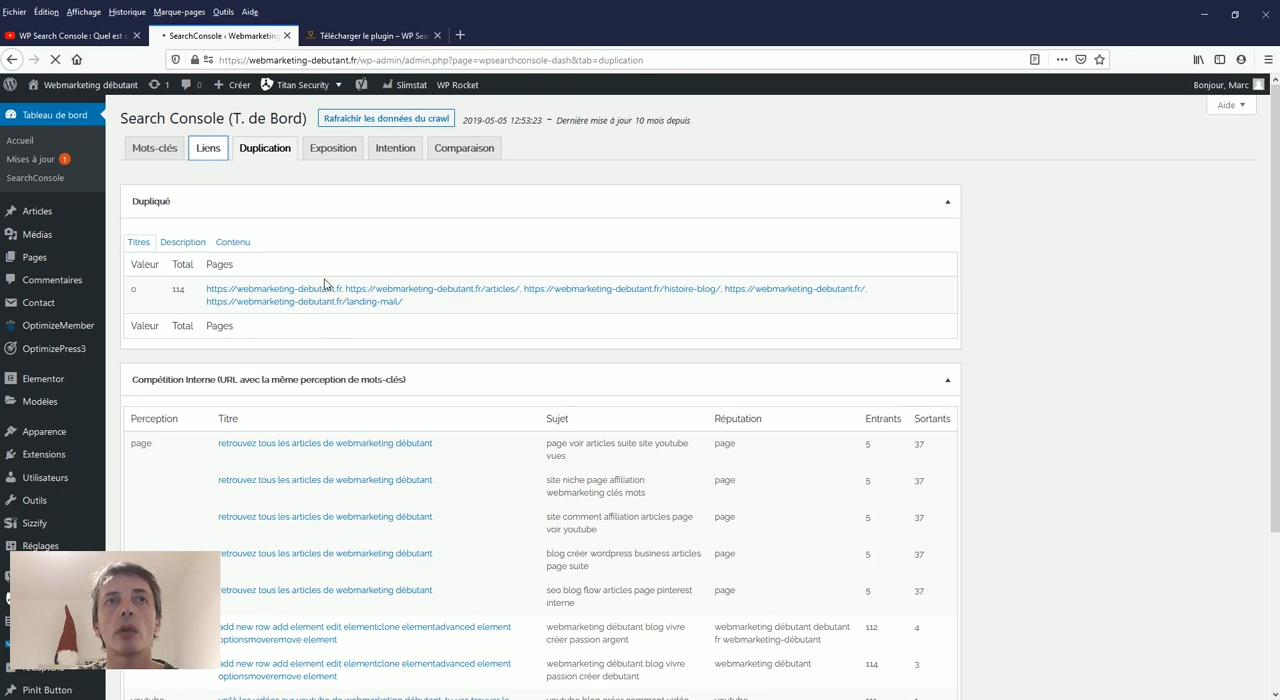 Fichier Édition Affichage Historique Marque-pages Outils Aide
WP Search Console : Quel est
SearchConsole ‹ Webmarketing
Télécharger le plugin – WP Sea
https://webmarketing-debutant.fr/wp-admin/admin.php?page=wpsearchconsole-dash&tab=duplication
Webmarketing débutant 1 0 Créer Titan Security Slimstat WP Rocket Bonjour, Marc
Tableau de bord
Accueil
Mises à jour 1
SearchConsole
Articles
Médias
Pages
Commentaires
Contact
OptimizeMember
OptimizePress3
Elementor
Modèles
Apparence
Extensions
Utilisateurs
Outils
Sizzify
Réglages
PinIt Button
Aide
Search Console (T. de Bord) Rafraîchir les données du crawl 2019-05-05 12:53:23 – Dernière mise à jour 10 mois depuis
Mots-clés Liens Duplication Exposition Intention Comparaison
Dupliqué
Titres Description Contenu
Valeur Total Pages
0 114 https://webmarketing-debutant.fr, https://webmarketing-debutant.fr/articles/, https://webmarketing-debutant.fr/histoire-blog/, https://webmarketing-debutant.fr/,
https://webmarketing-debutant.fr/landing-mail/
Valeur Total Pages
Compétition Interne (URL avec la même perception de mots-clés)
Perception Titre Sujet Réputation Entrants Sortants
page retrouvez tous les articles de webmarketing débutant page voir articles suite site youtube page 5 37
vues
retrouvez tous les articles de webmarketing débutant site niche page affiliation page 5 37
webmarketing clés mots
retrouvez tous les articles de webmarketing débutant site comment affiliation articles page page 5 37
voir youtube
retrouvez tous les articles de webmarketing débutant blog créer wordpress business articles page 5 37
page suite
retrouvez tous les articles de webmarketing débutant seo blog flow articles page pinterest page 5 37
interne
add new row add element edit elementclone elementadvanced element webmarketing débutant blog vivre webmarketing débutant debutant 112 4
optionsmoveremove element créer passion argent fr webmarketing-débutant
add new row add element edit elementclone elementadvanced element webmarketing débutant blog vivre webmarketing débutant 114 3
optionsmoveremove element passion créer debutant